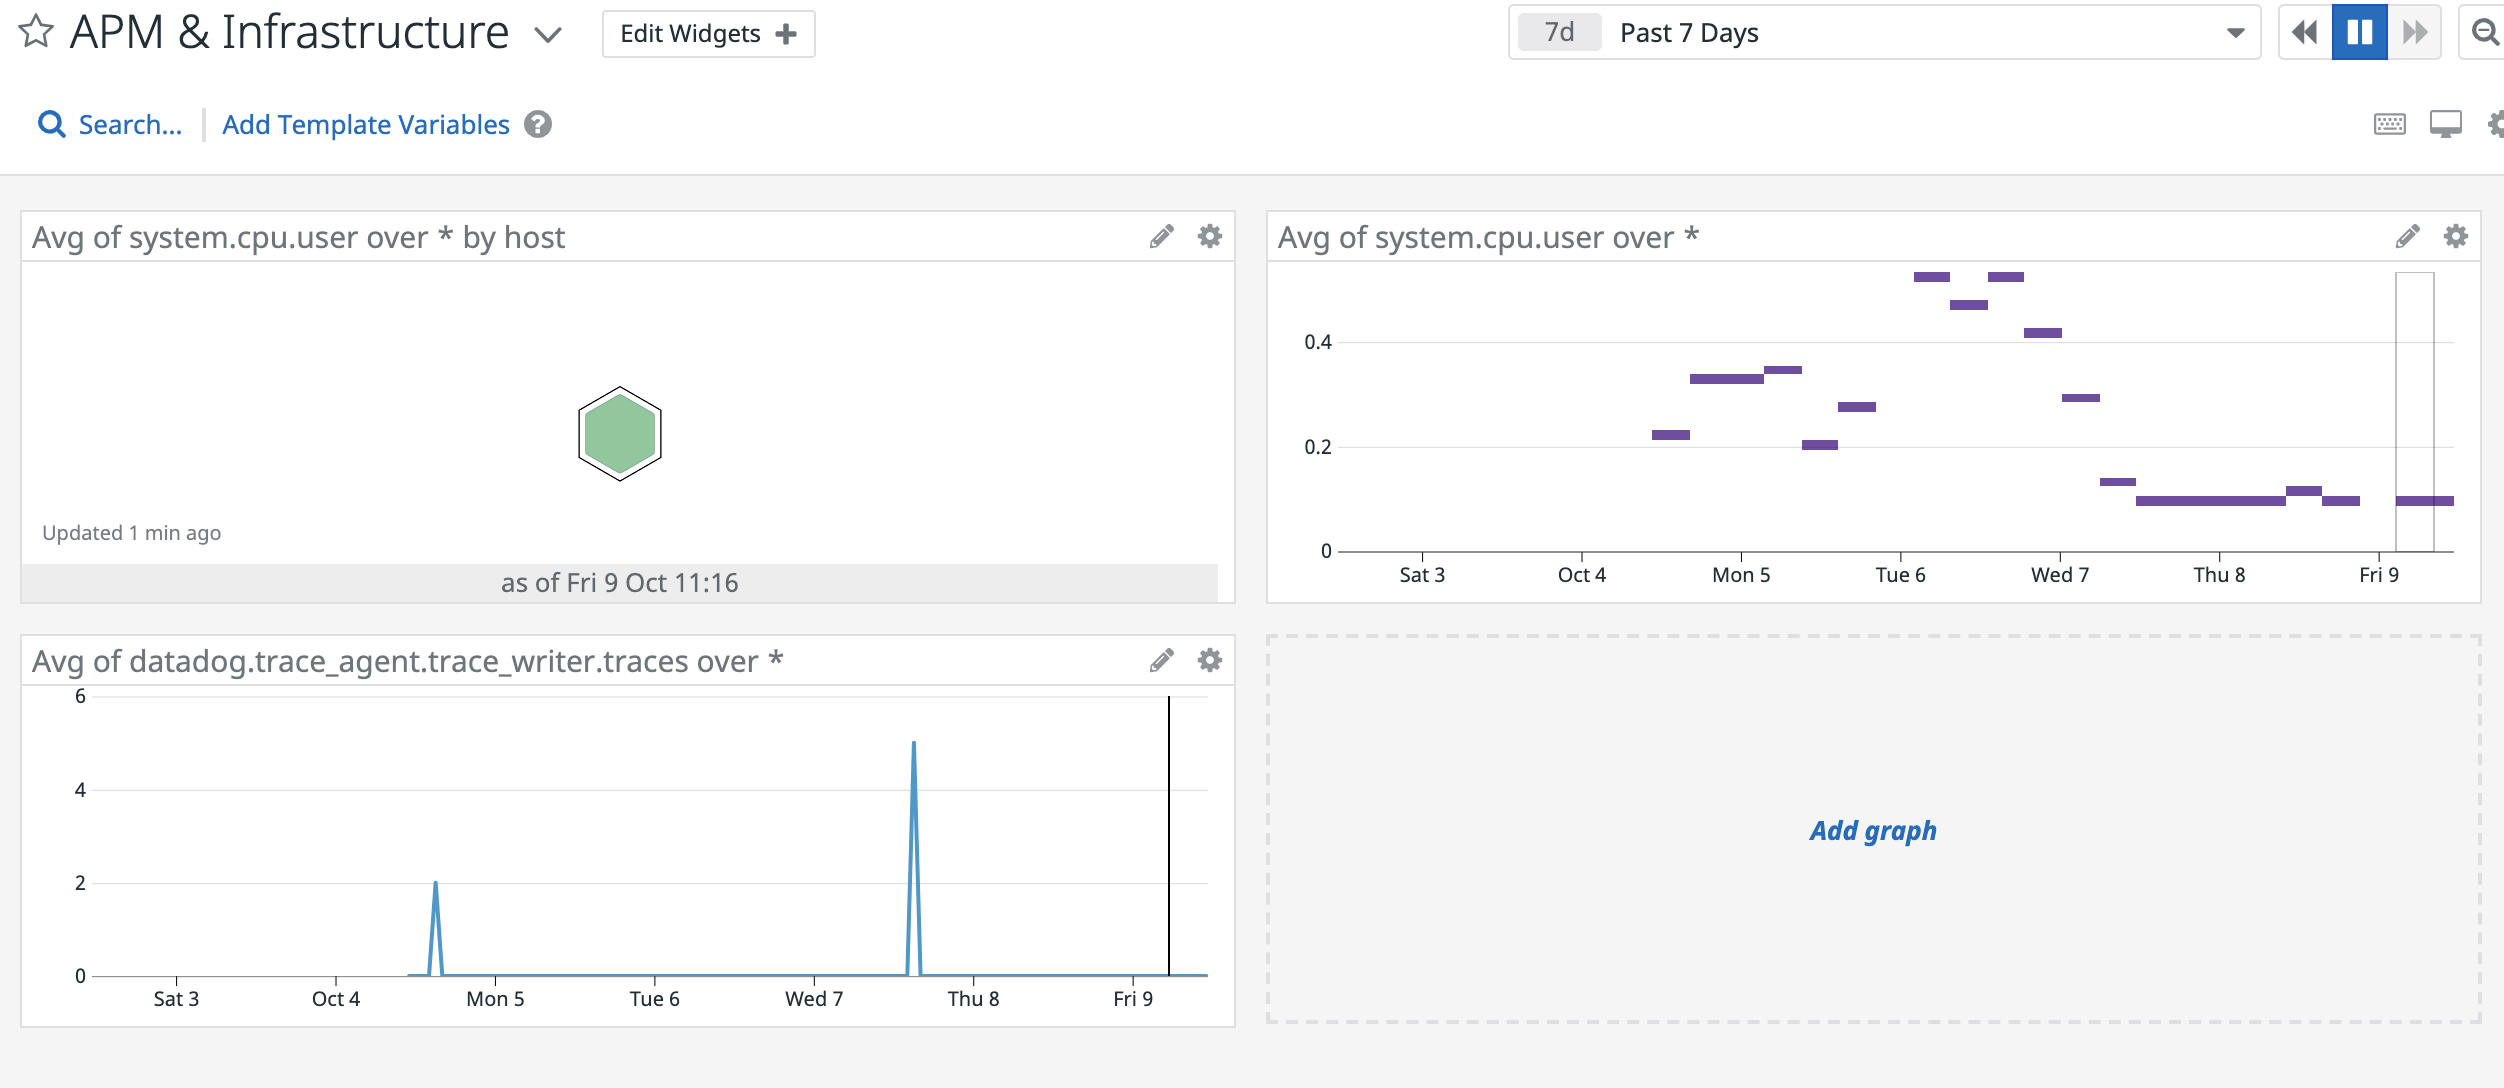 APM & Infrastructure
Edit Widgets
7d Past 7 Days
Search...
Add Template Variables
?
Avg of system.cpu.user over * by host
Updated 1 min ago
as of Fri 9 Oct 11:16
Avg of system.cpu.user over *
0.4
0.2
0
Sat 3 Oct 4 Mon 5 Tue 6 Wed 7 Thu 8 Fri 9
Avg of datadog.trace_agent.trace_writer.traces over *
6
4
2
0
Sat 3 Oct 4 Mon 5 Tue 6 Wed 7 Thu 8 Fri 9
Add graph